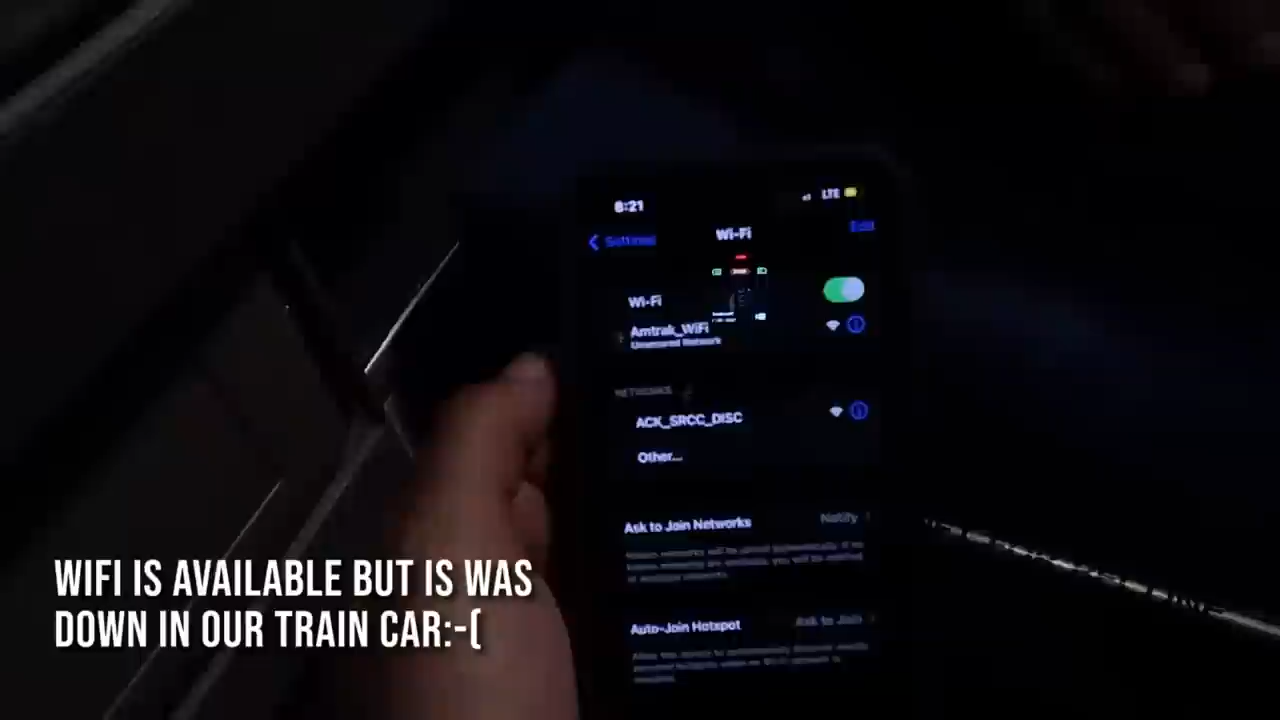 8:21
LTE
Settings
Wi-Fi
Edit
Wi-Fi
Amtrak_WiFi
Unsecured Network
NETWORKS
ACK_SRCC_DISC
Other...
Ask to Join Networks
Notify
Auto-Join Hotspot
Ask to Join
WIFI IS AVAILABLE BUT IS WAS
DOWN IN OUR TRAIN CAR:-(